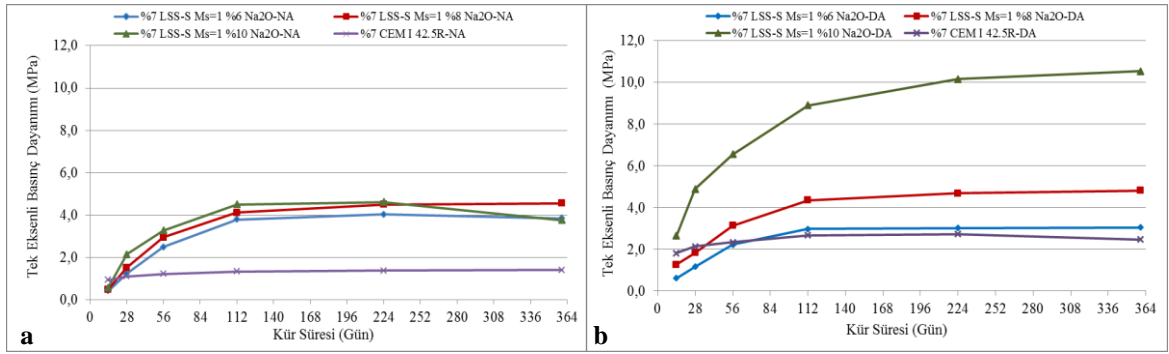 %7 LSS-S Ms=1 %6 Na2O-NA
%7 LSS-S Ms=1 %8 Na2O-NA
%7 LSS-S Ms=1 %10 Na2O-NA
%7 CEM I 42.5R-NA
Tek Eksenli Basınç Dayanımı (MPa)
12,0
10,0
8,0
6,0
4,0
2,0
0,0
0 28 56 84 112 140 168 196 224 252 280 308 336 364
Kür Süresi (Gün)
a
%7 LSS-S Ms=1 %6 Na2O-DA
%7 LSS-S Ms=1 %8 Na2O-DA
%7 LSS-S Ms=1 %10 Na2O-DA
%7 CEM I 42.5R-DA
Tek Eksenli Basınç Dayanımı (MPa)
12,0
10,0
8,0
6,0
4,0
2,0
0,0
0 28 56 84 112 140 168 196 224 252 280 308 336 364
Kür Süresi (Gün)
b